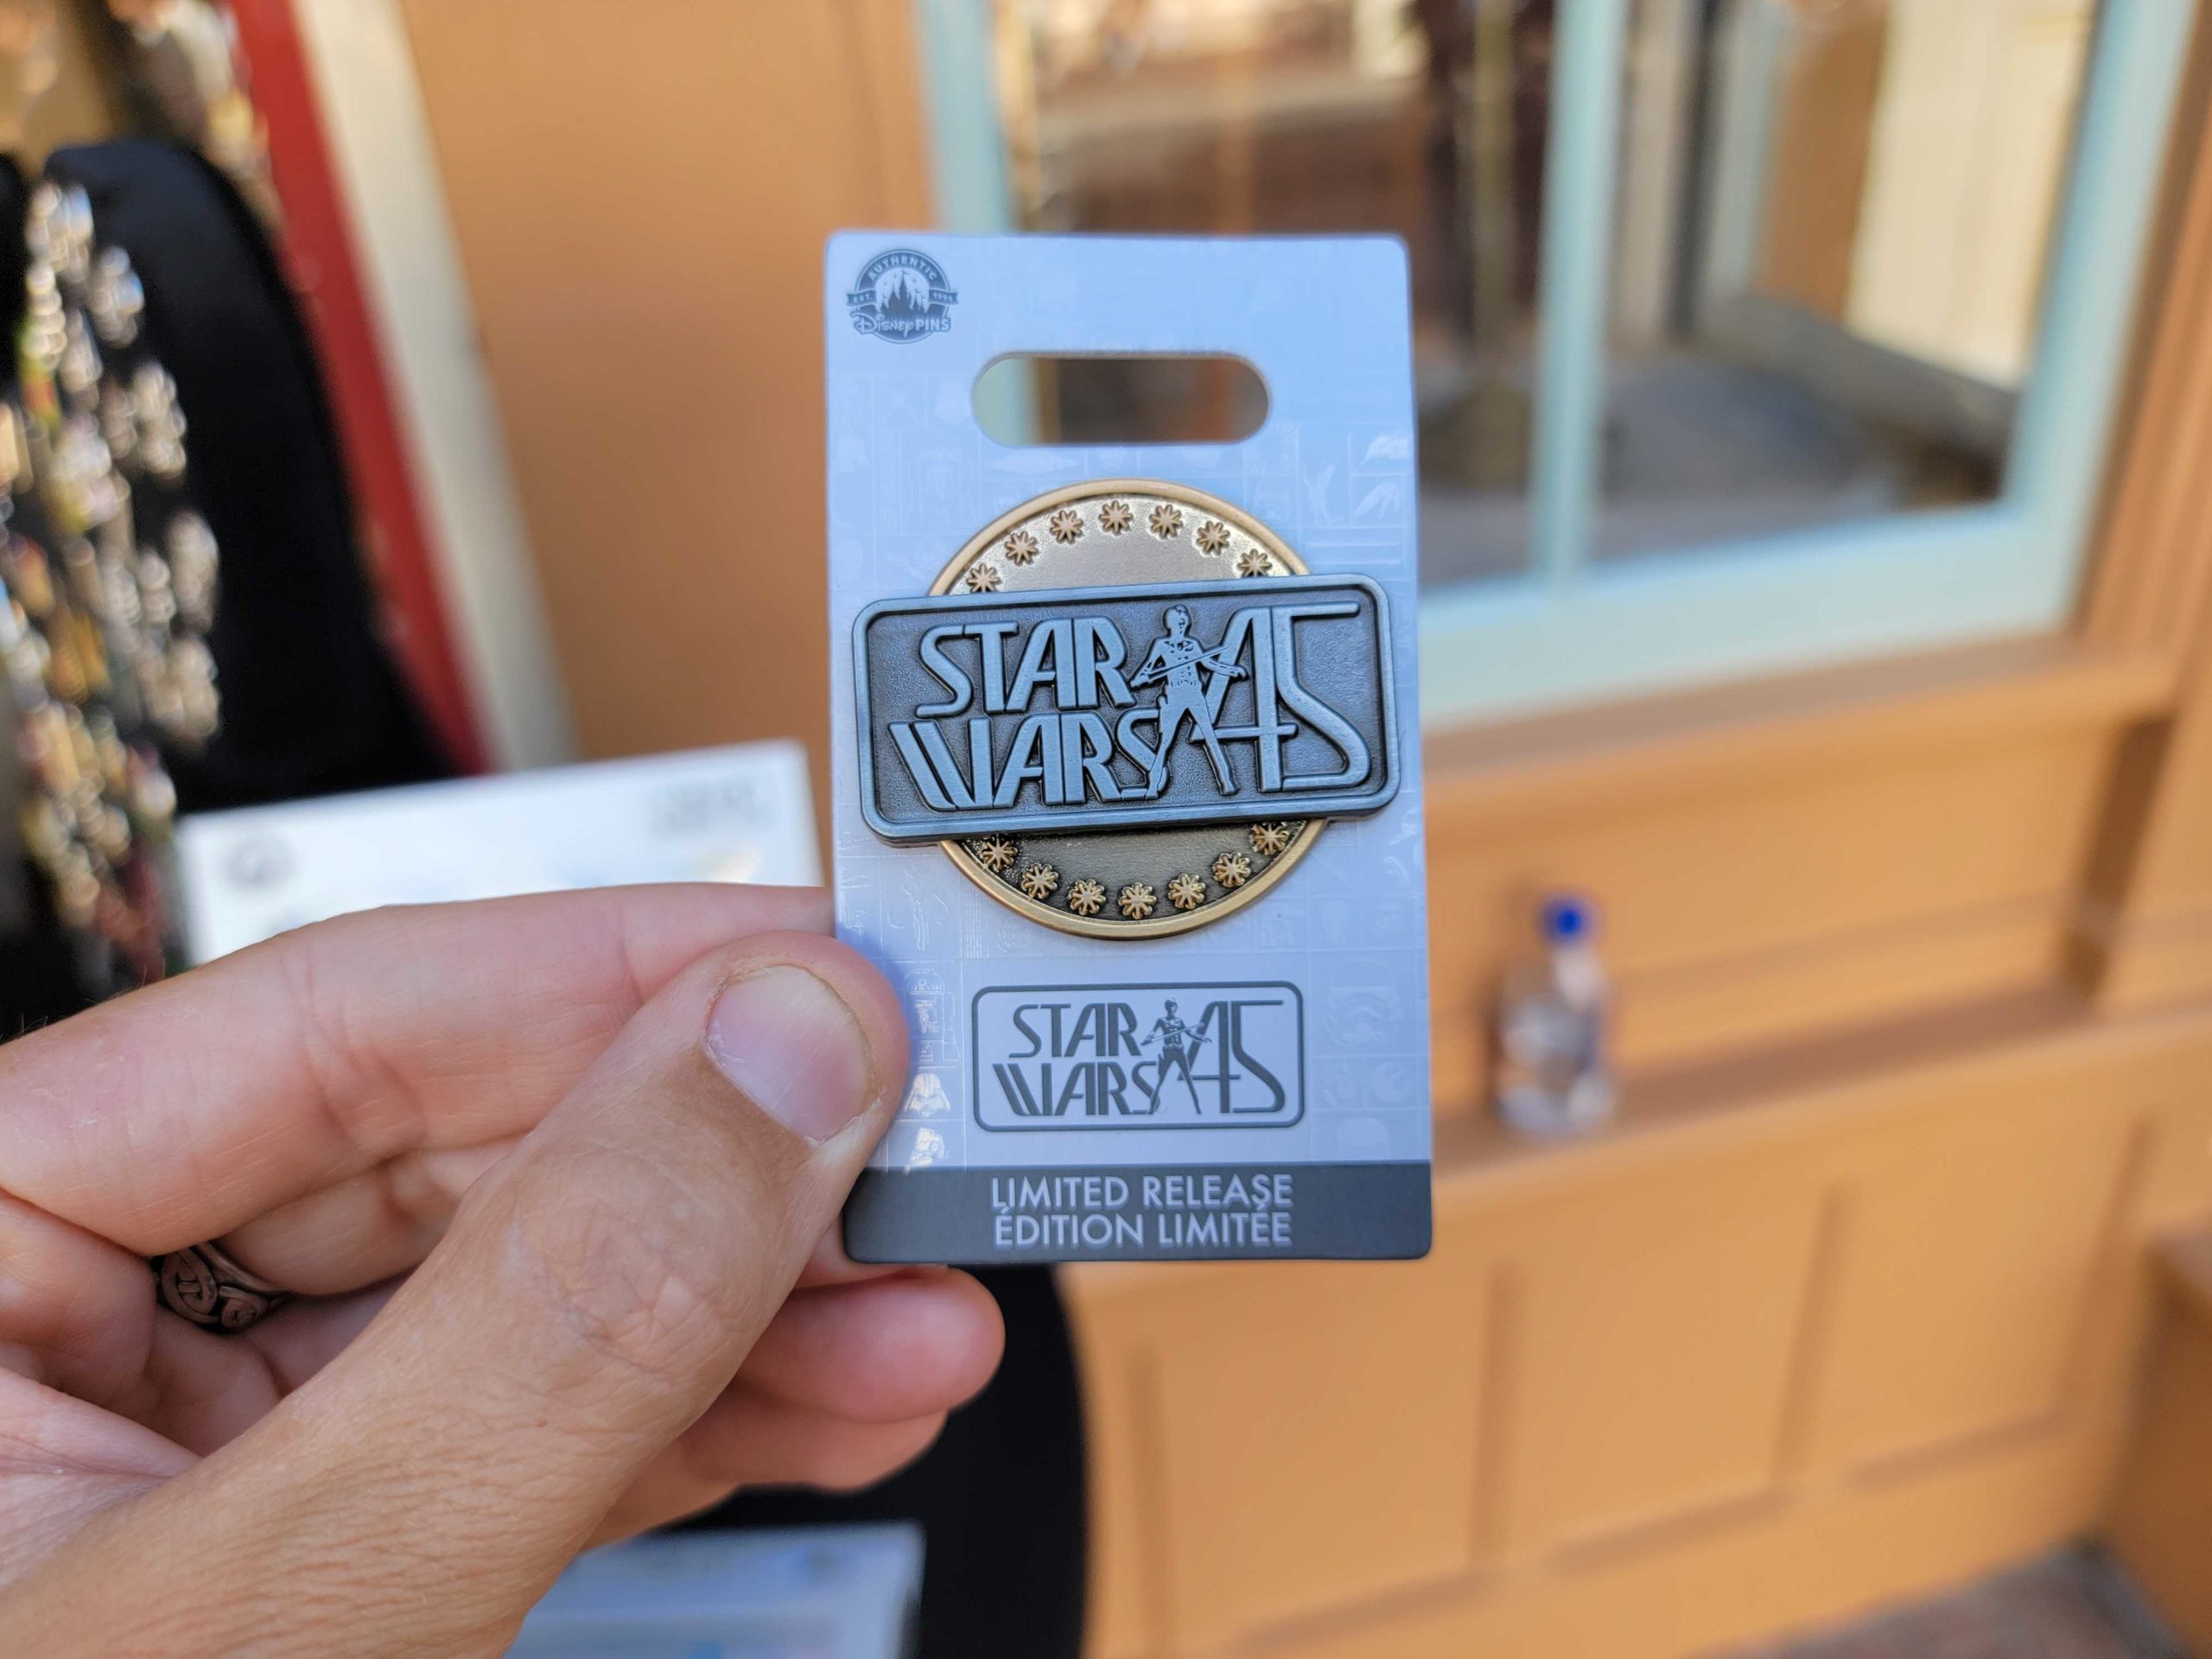 AUTHENTIC
EST. 1999
Disney PINS
STAR WARS 45
STAR WARS 45
LIMITED RELEASE
ÉDITION LIMITÉE